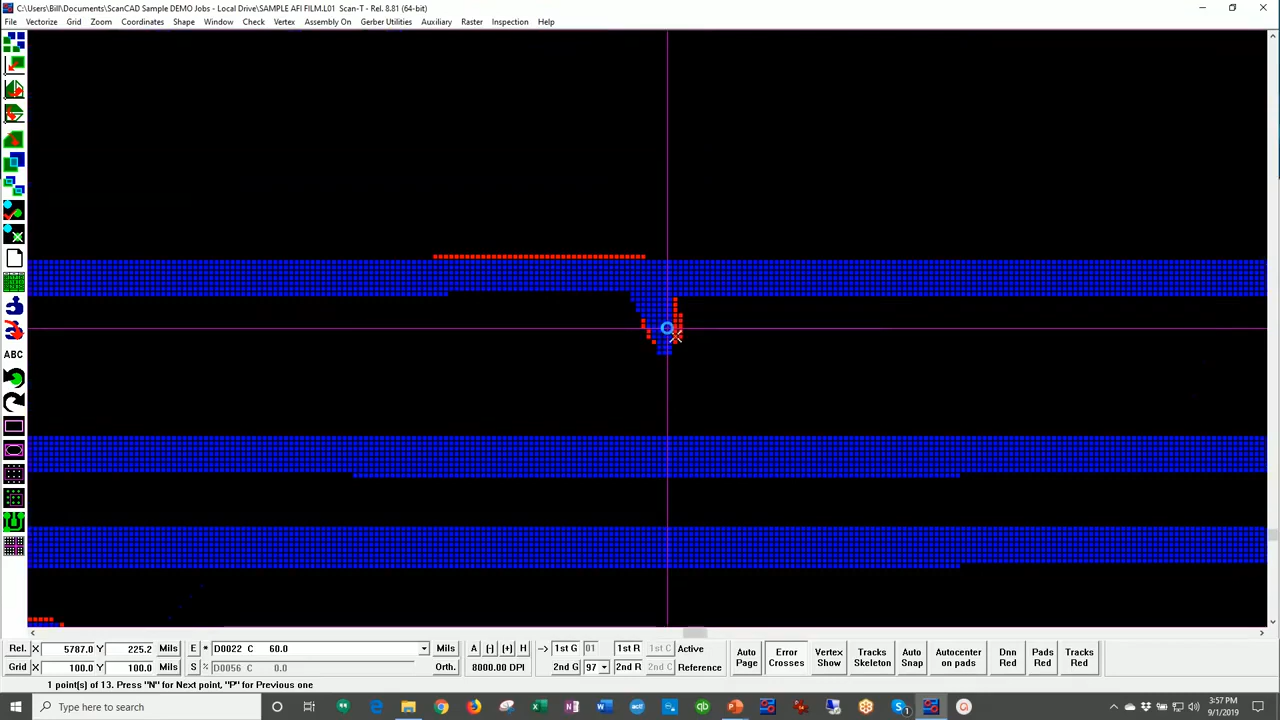 C:\Users\Bill\Documents\ScanCAD Sample DEMO Jobs - Local Drive\SAMPLE AFI FILM.L01 Scan-T - Rel. 8.81 (64-bit)
File Vectorize Grid Zoom Coordinates Shape Window Check Vertex Assembly On Gerber Utilities Auxiliary Raster Inspection Help
ABC
Rel. X 5787.0 Y 225.2 Mils E * D0022 C 60.0 Mils A [-] [+] H -> 1st G 01 1st R 1st C Active
Grid X 100.0 Y 100.0 Mils S % D0056 C 0.0 Orth. 8000.00 DPI 2nd G 97 2nd R 2nd C Reference
Auto Page
Error Crosses
Vertex Show
Tracks Skeleton
Auto Snap
Autocenter on pads
Dnn Red
Pads Red
Tracks Red
1 point(s) of 13. Press "N" for Next point, "P" for Previous one
Type here to search
3:57 PM
9/1/2019